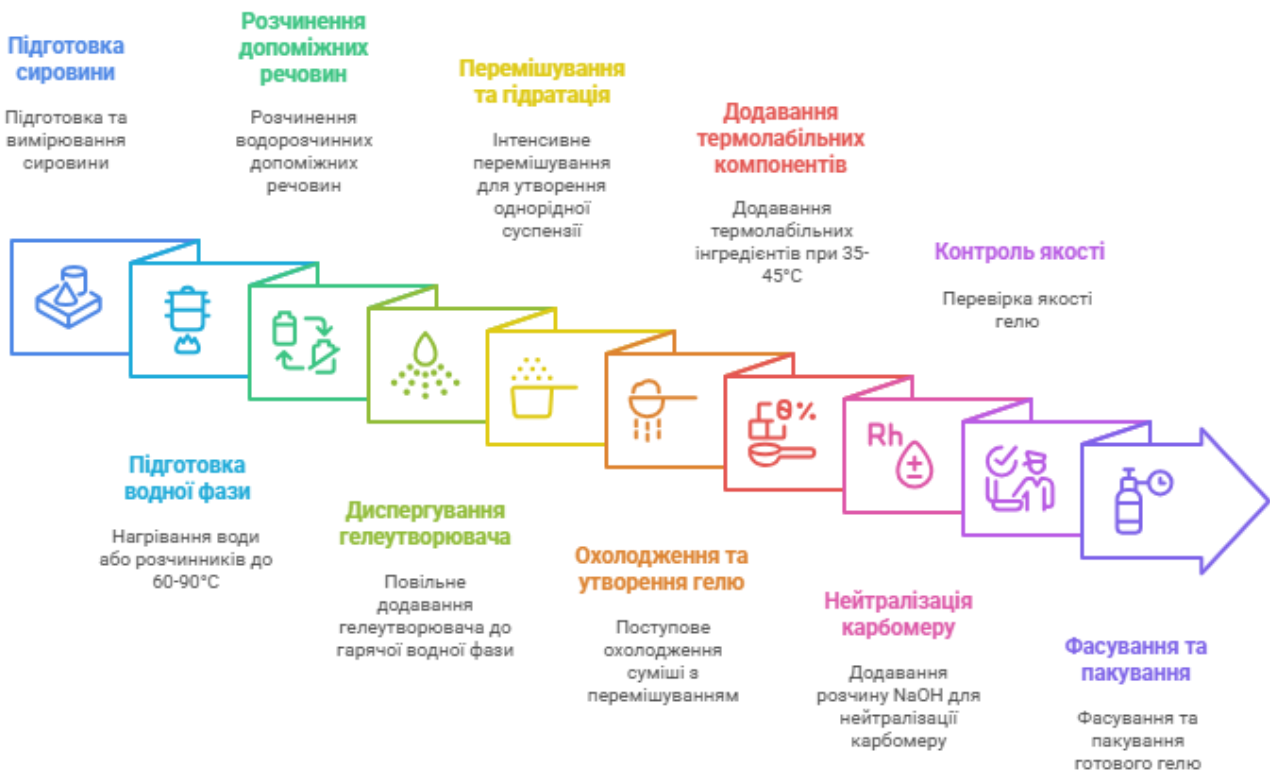 Підготовка
сировини
Підготовка та
вимірювання
сировини
Підготовка
водної фази
Нагрівання води
або розчинників до
60-90°C
Розчинення
допоміжних
речовин
Розчинення
водорозчинних
допоміжних
речовин
Диспергування
гелеутворювача
Повільне
додавання
гелеутворювача до
гарячої водної фази
Перемішування
та гідратація
Інтенсивне
перемішування
для утворення
однорідної
суспензії
Охолодження та
утворення гелю
Поступове
охолодження
суміші з
перемішуванням
Додавання
термолабільних
компонентів
Додавання
термолабільних
інгредієнтів при 35-
45°C
0%
Rh
±
Нейтралізація
карбомеру
Додавання
розчину NaOH для
нейтралізації
карбомеру
Контроль якості
Перевірка якості
гелю
Фасування та
пакування
Фасування та
пакування
готового гелю